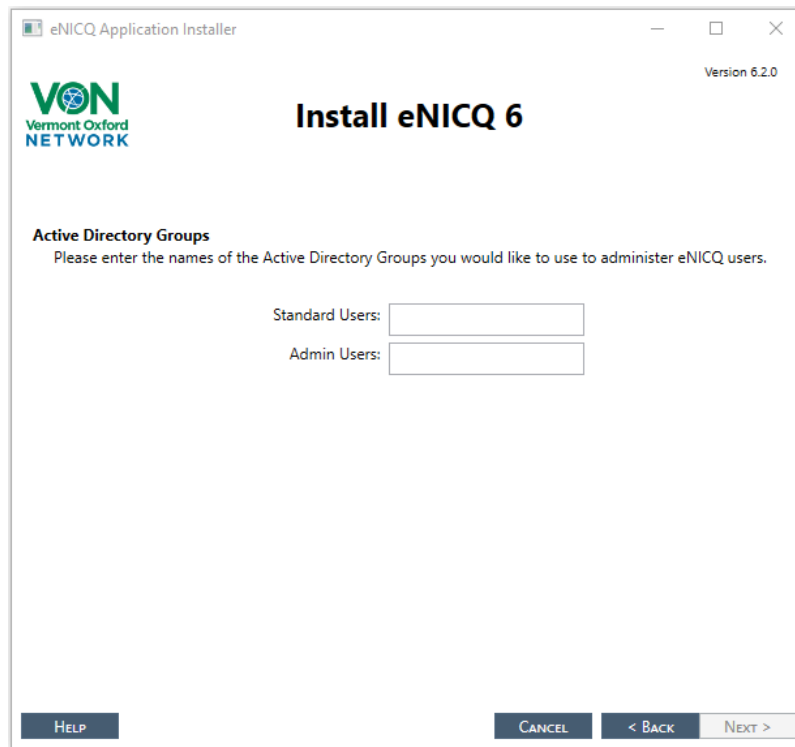 eNICQ Application Installer
Version 6.2.0
VON
Vermont Oxford
NETWORK
Install eNICQ 6
Active Directory Groups
Please enter the names of the Active Directory Groups you would like to use to administer eNICQ users.
Standard Users:
Admin Users:
HELP
CANCEL
< BACK
NEXT >